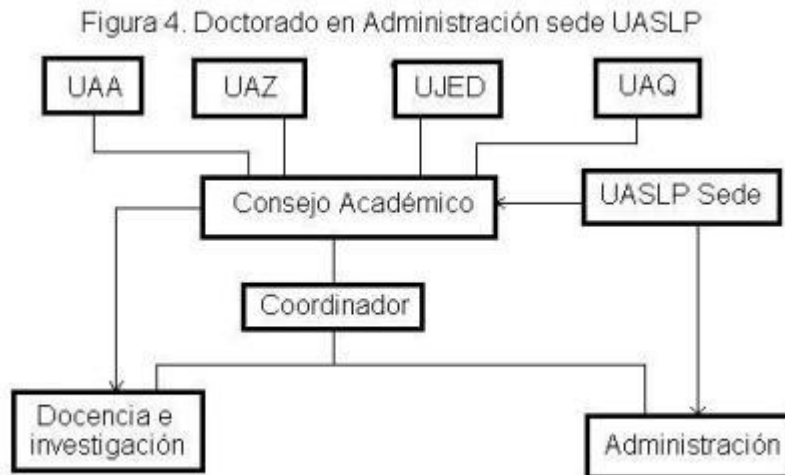 Figura 4. Doctorado en Administración sede UASLP
UAA
UAZ
UJED
UAQ
Consejo Académico
UASLP Sede
Coordinador
Docencia e
investigación
Administración